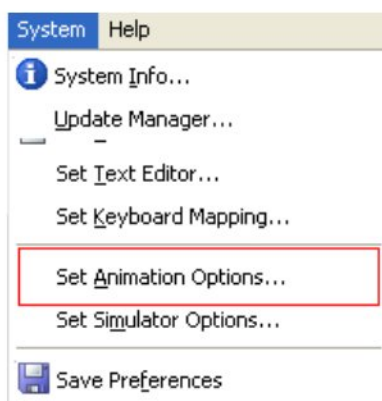 System Help
System Info...
Update Manager...
Set Text Editor...
Set Keyboard Mapping...
Set Animation Options...
Set Simulator Options...
Save Preferences